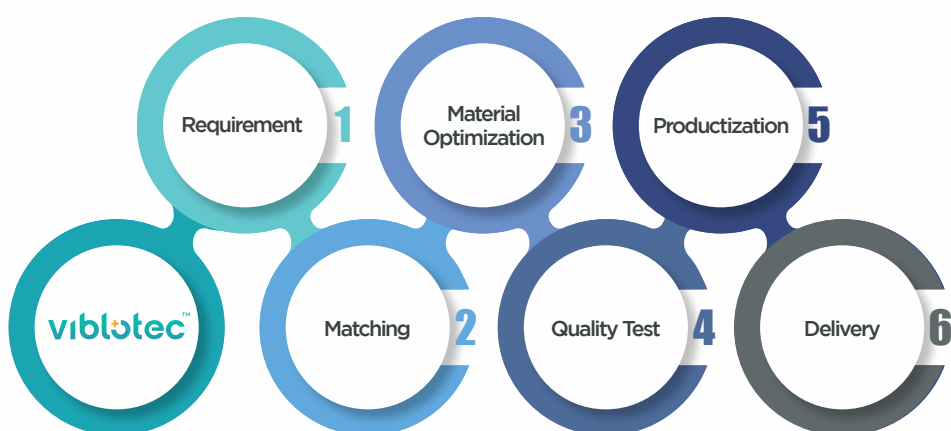 viblotec™
Requirement
1
Matching
2
Material
Optimization
3
Quality Test
4
Productization
5
Delivery
6